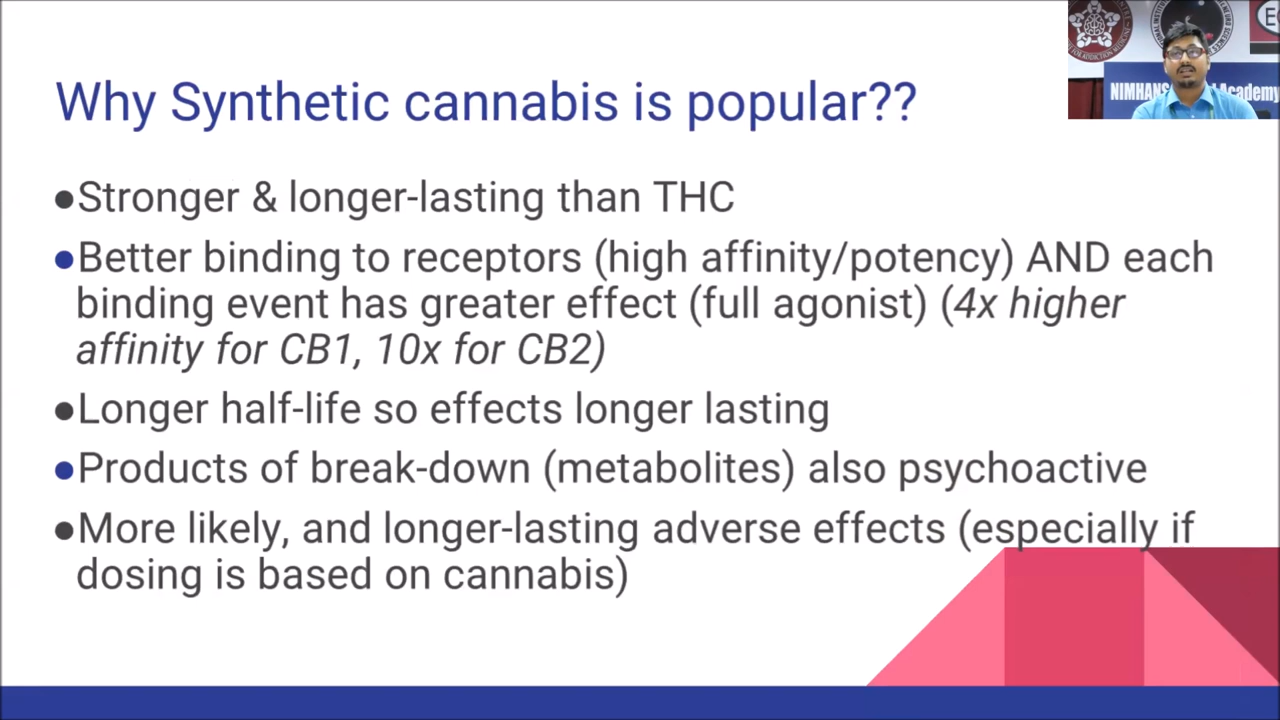 Why Synthetic cannabis is popular??
●Stronger & longer-lasting than THC
●Better binding to receptors (high affinity/potency) AND each
binding event has greater effect (full agonist) (4x higher
affinity for CB1, 10x for CB2)
●Longer half-life so effects longer lasting
●Products of break-down (metabolites) also psychoactive
●More likely, and longer-lasting adverse effects (especially if
dosing is based on cannabis)
NIMHANS
Academy